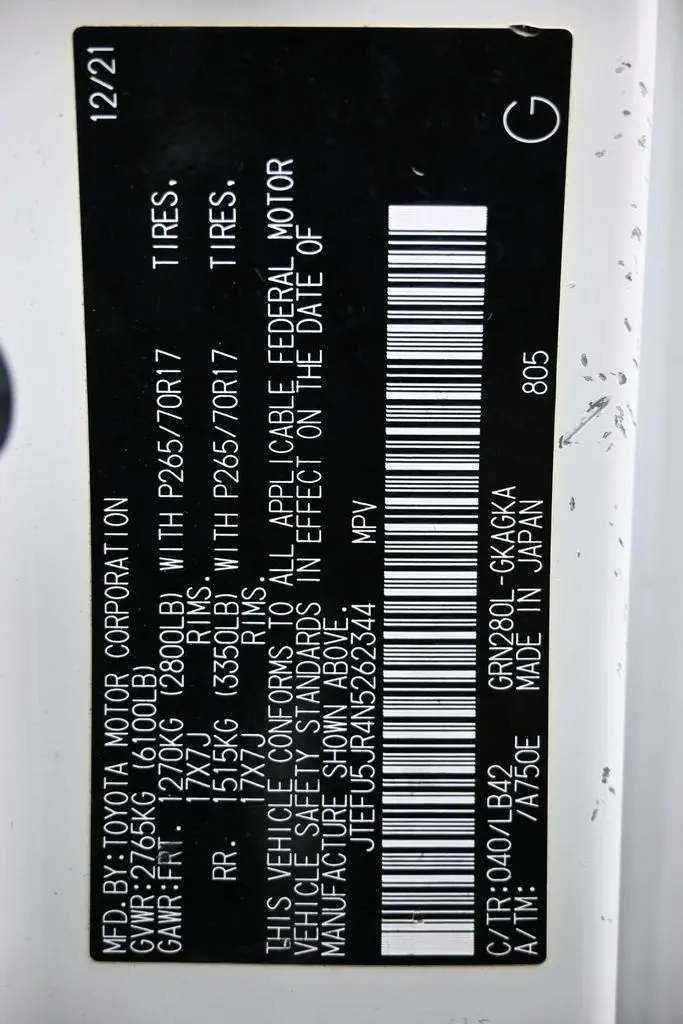 MFD.BY:TOYOTA MOTOR CORPORATION 12/21
GVWR:2765KG (6100LB)
GAWR:FRT. 1270KG (2800LB) WITH P265/70R17 TIRES.
17X7J RIMS.
RR. 1515KG (3350LB) WITH P265/70R17 TIRES.
17X7J RIMS.
THIS VEHICLE CONFORMS TO ALL APPLICABLE FEDERAL MOTOR
VEHICLE SAFETY STANDARDS IN EFFECT ON THE DATE OF
MANUFACTURE SHOWN ABOVE.
JTEFU5JR4N5262344 MPV
C/TR:040/LB42 GRN280L-GKAGKA G
A/TM: /A750E MADE IN JAPAN 805